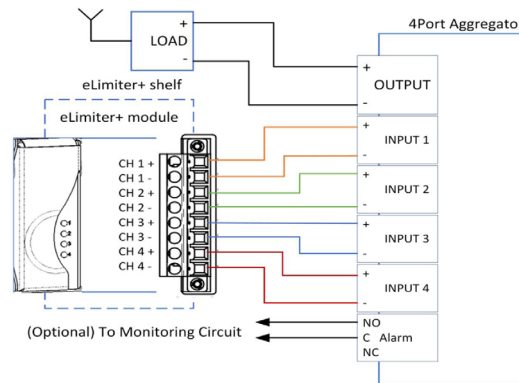 4Port Aggregato
+
LOAD
-
eLimiter+ shelf
eLimiter+ module
+
OUTPUT
-
CH 1 +
CH 1 -
CH 2 +
CH 2 -
CH 3 +
CH 3 -
CH 4 +
CH 4 -
+
INPUT 1
-
+
INPUT 2
-
+
INPUT 3
-
+
INPUT 4
-
(Optional) To Monitoring Circuit
NO
C Alarm
NC